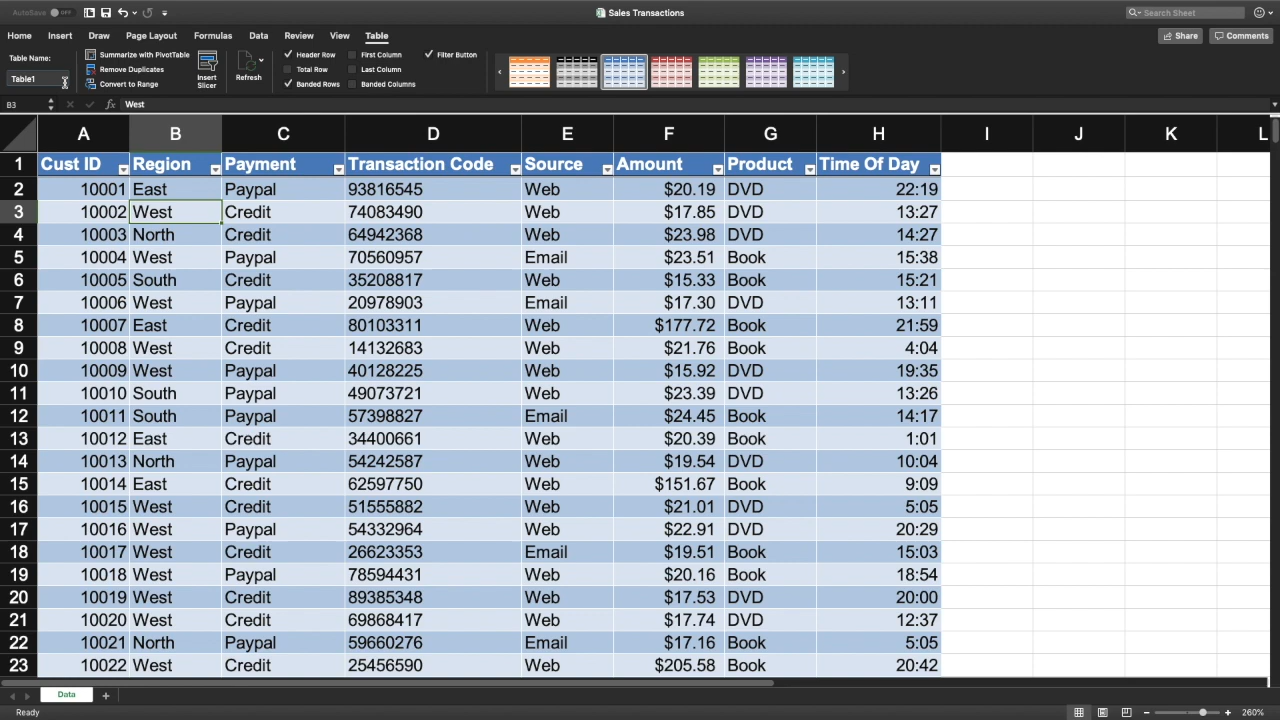 AutoSave OFF Sales Transactions Search Sheet
Home Insert Draw Page Layout Formulas Data Review View Table Share Comments
Table Name:
Table1
Summarize with PivotTable
Remove Duplicates
Convert to Range
Insert
Slicer
Refresh
Header Row First Column Filter Button
Total Row Last Column
Banded Rows Banded Columns
B3 fx West
A B C D E F G H I J K L
1 Cust ID Region Payment Transaction Code Source Amount Product Time Of Day
2 10001 East Paypal 93816545 Web $20.19 DVD 22:19
3 10002 West Credit 74083490 Web $17.85 DVD 13:27
4 10003 North Credit 64942368 Web $23.98 DVD 14:27
5 10004 West Paypal 70560957 Email $23.51 Book 15:38
6 10005 South Credit 35208817 Web $15.33 Book 15:21
7 10006 West Paypal 20978903 Email $17.30 DVD 13:11
8 10007 East Credit 80103311 Web $177.72 Book 21:59
9 10008 West Credit 14132683 Web $21.76 Book 4:04
10 10009 West Paypal 40128225 Web $15.92 DVD 19:35
11 10010 South Paypal 49073721 Web $23.39 DVD 13:26
12 10011 South Paypal 57398827 Email $24.45 Book 14:17
13 10012 East Credit 34400661 Web $20.39 Book 1:01
14 10013 North Paypal 54242587 Web $19.54 DVD 10:04
15 10014 East Credit 62597750 Web $151.67 Book 9:09
16 10015 West Credit 51555882 Web $21.01 DVD 5:05
17 10016 West Paypal 54332964 Web $22.91 DVD 20:29
18 10017 West Credit 26623353 Email $19.51 Book 15:03
19 10018 West Paypal 78594431 Web $20.16 Book 18:54
20 10019 West Credit 89385348 Web $17.53 DVD 20:00
21 10020 West Credit 69868417 Web $17.74 DVD 12:37
22 10021 North Paypal 59660276 Email $17.16 Book 5:05
23 10022 West Credit 25456590 Web $205.58 Book 20:42
Data
Ready 260%